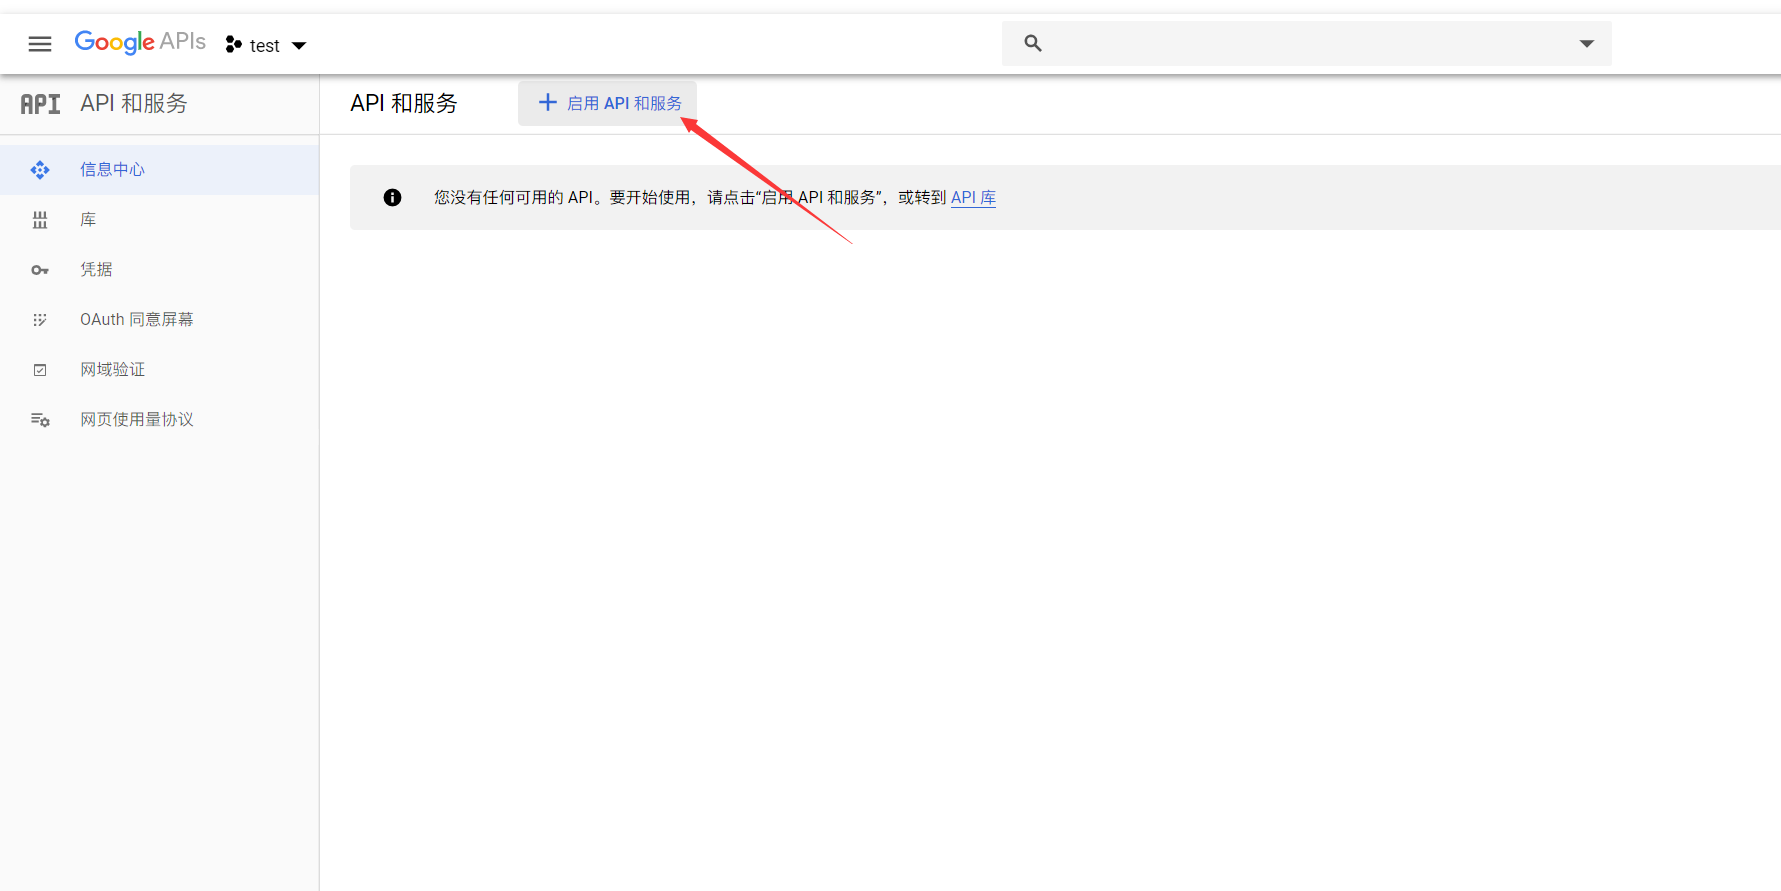 Google APIs
test
API API 和服务
API 和服务
启用 API 和服务
信息中心
您没有任何可用的 API。要开始使用，请点击“启用 API 和服务”，或转到 API 库
库
凭据
OAuth 同意屏幕
网域验证
网页使用量协议